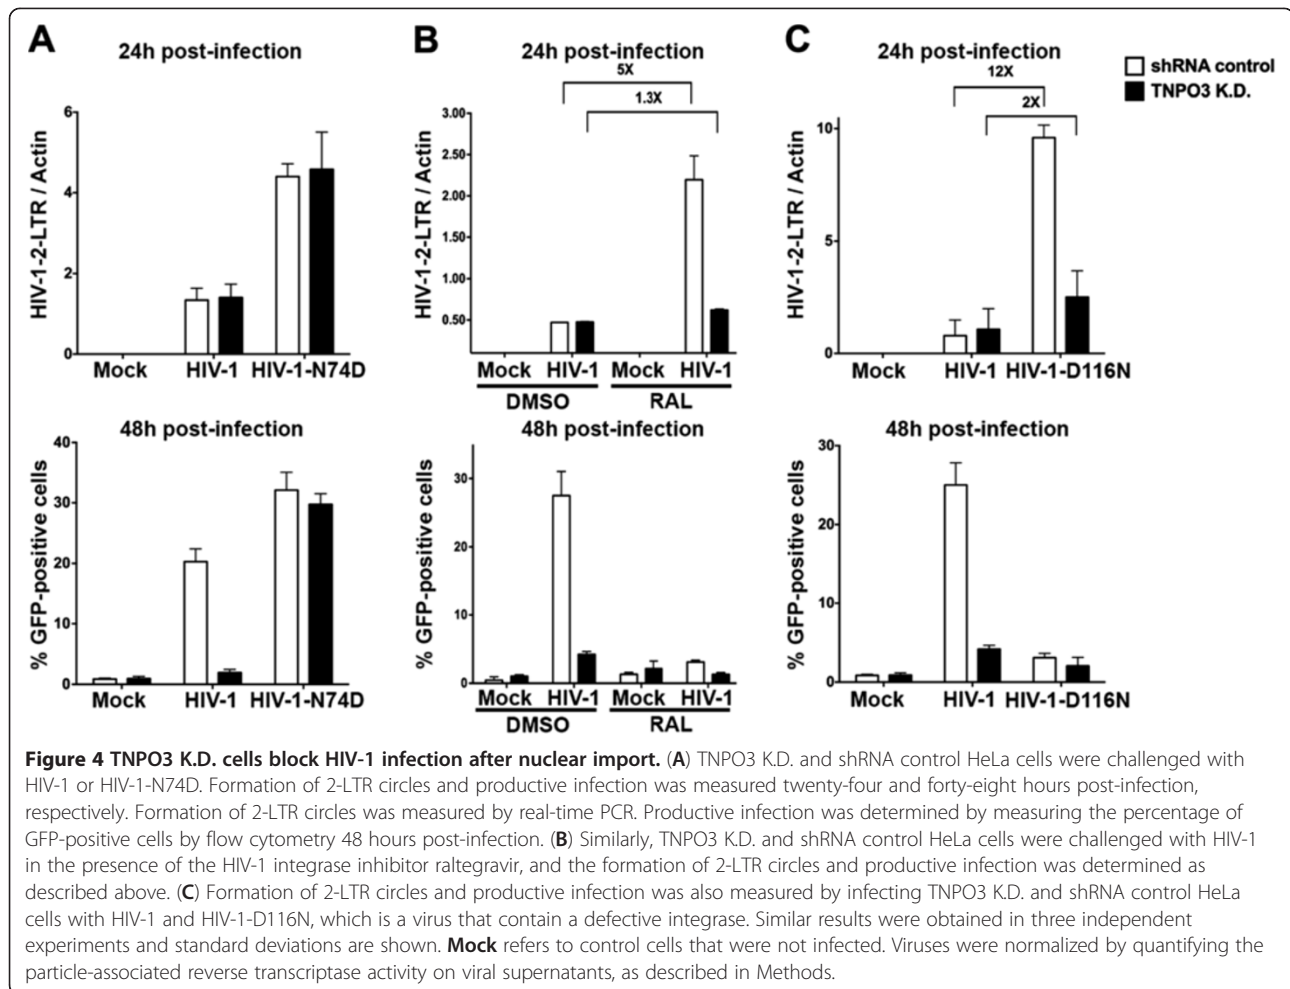 A
24h post-infection
HIV-1-2-LTR / Actin
6
4
2
0
Mock HIV-1 HIV-1-N74D
48h post-infection
% GFP-positive cells
40
30
20
10
0
Mock HIV-1 HIV-1-N74D
B
24h post-infection
5X
1.3X
HIV-1-2-LTR / Actin
3.00
2.50
2.00
1.00
0.50
Mock HIV-1 Mock HIV-1
DMSO RAL
48h post-infection
% GFP-positive cells
30
20
10
0
Mock HIV-1 Mock HIV-1
DMSO RAL
C
24h post-infection
12X
2X
HIV-1-2-LTR / Actin
10
5
0
Mock HIV-1 HIV-1-D116N
48h post-infection
% GFP-positive cells
30
20
10
0
Mock HIV-1 HIV-1-D116N
shRNA control
TNPO3 K.D.
Figure 4 TNPO3 K.D. cells block HIV-1 infection after nuclear import. (A) TNPO3 K.D. and shRNA control HeLa cells were challenged with
HIV-1 or HIV-1-N74D. Formation of 2-LTR circles and productive infection was measured twenty-four and forty-eight hours post-infection,
respectively. Formation of 2-LTR circles was measured by real-time PCR. Productive infection was determined by measuring the percentage of
GFP-positive cells by flow cytometry 48 hours post-infection. (B) Similarly, TNPO3 K.D. and shRNA control HeLa cells were challenged with HIV-1
in the presence of the HIV-1 integrase inhibitor raltegravir, and the formation of 2-LTR circles and productive infection was determined as
described above. (C) Formation of 2-LTR circles and productive infection was also measured by infecting TNPO3 K.D. and shRNA control HeLa
cells with HIV-1 and HIV-1-D116N, which is a virus that contain a defective integrase. Similar results were obtained in three independent
experiments and standard deviations are shown. Mock refers to control cells that were not infected. Viruses were normalized by quantifying the
particle-associated reverse transcriptase activity on viral supernatants, as described in Methods.